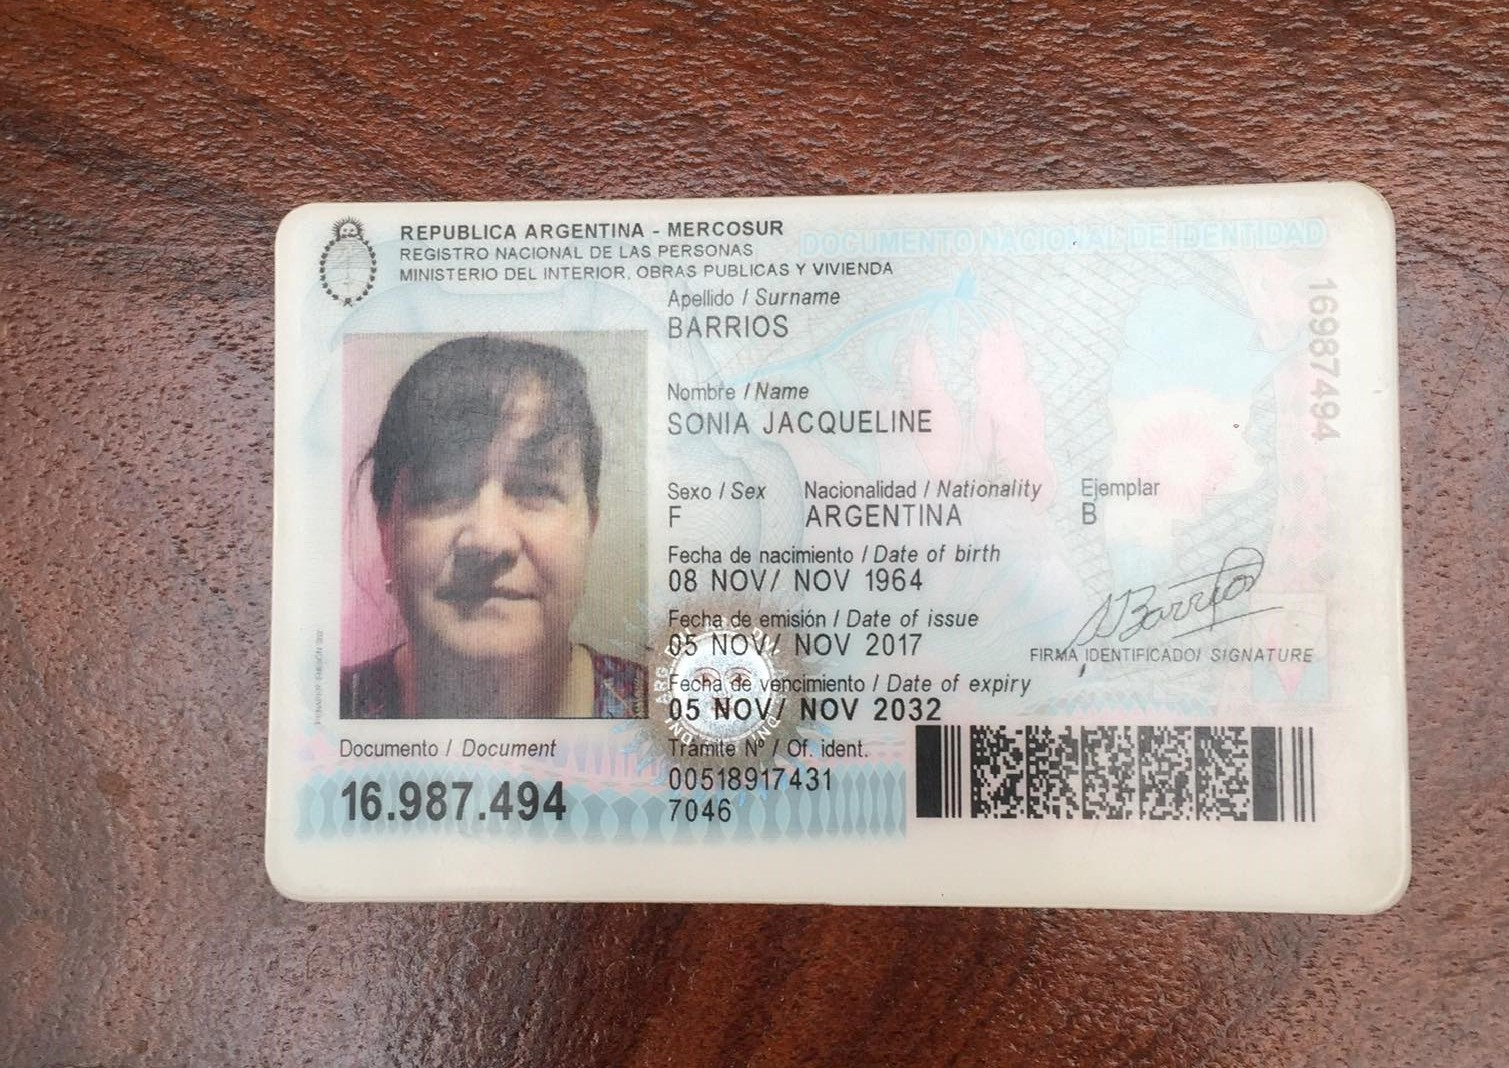 REPUBLICA ARGENTINA - MERCOSUR
REGISTRO NACIONAL DE LAS PERSONAS
MINISTERIO DEL INTERIOR, OBRAS PUBLICAS Y VIVIENDA
DOCUMENTO NACIONAL DE IDENTIDAD
Apellido / Surname
BARRIOS
Nombre / Name
SONIA JACQUELINE
Sexo / Sex Nacionalidad / Nationality Ejemplar
F ARGENTINA B
Fecha de nacimiento / Date of birth
08 NOV/ NOV 1964
Fecha de emisión / Date of issue
05 NOV/ NOV 2017
Fecha de vencimiento / Date of expiry
05 NOV/ NOV 2032
SBarrios
FIRMA IDENTIFICADO/ SIGNATURE
Documento / Document
16.987.494
Trámite Nº / Of. ident.
00518917431
7046
16987494